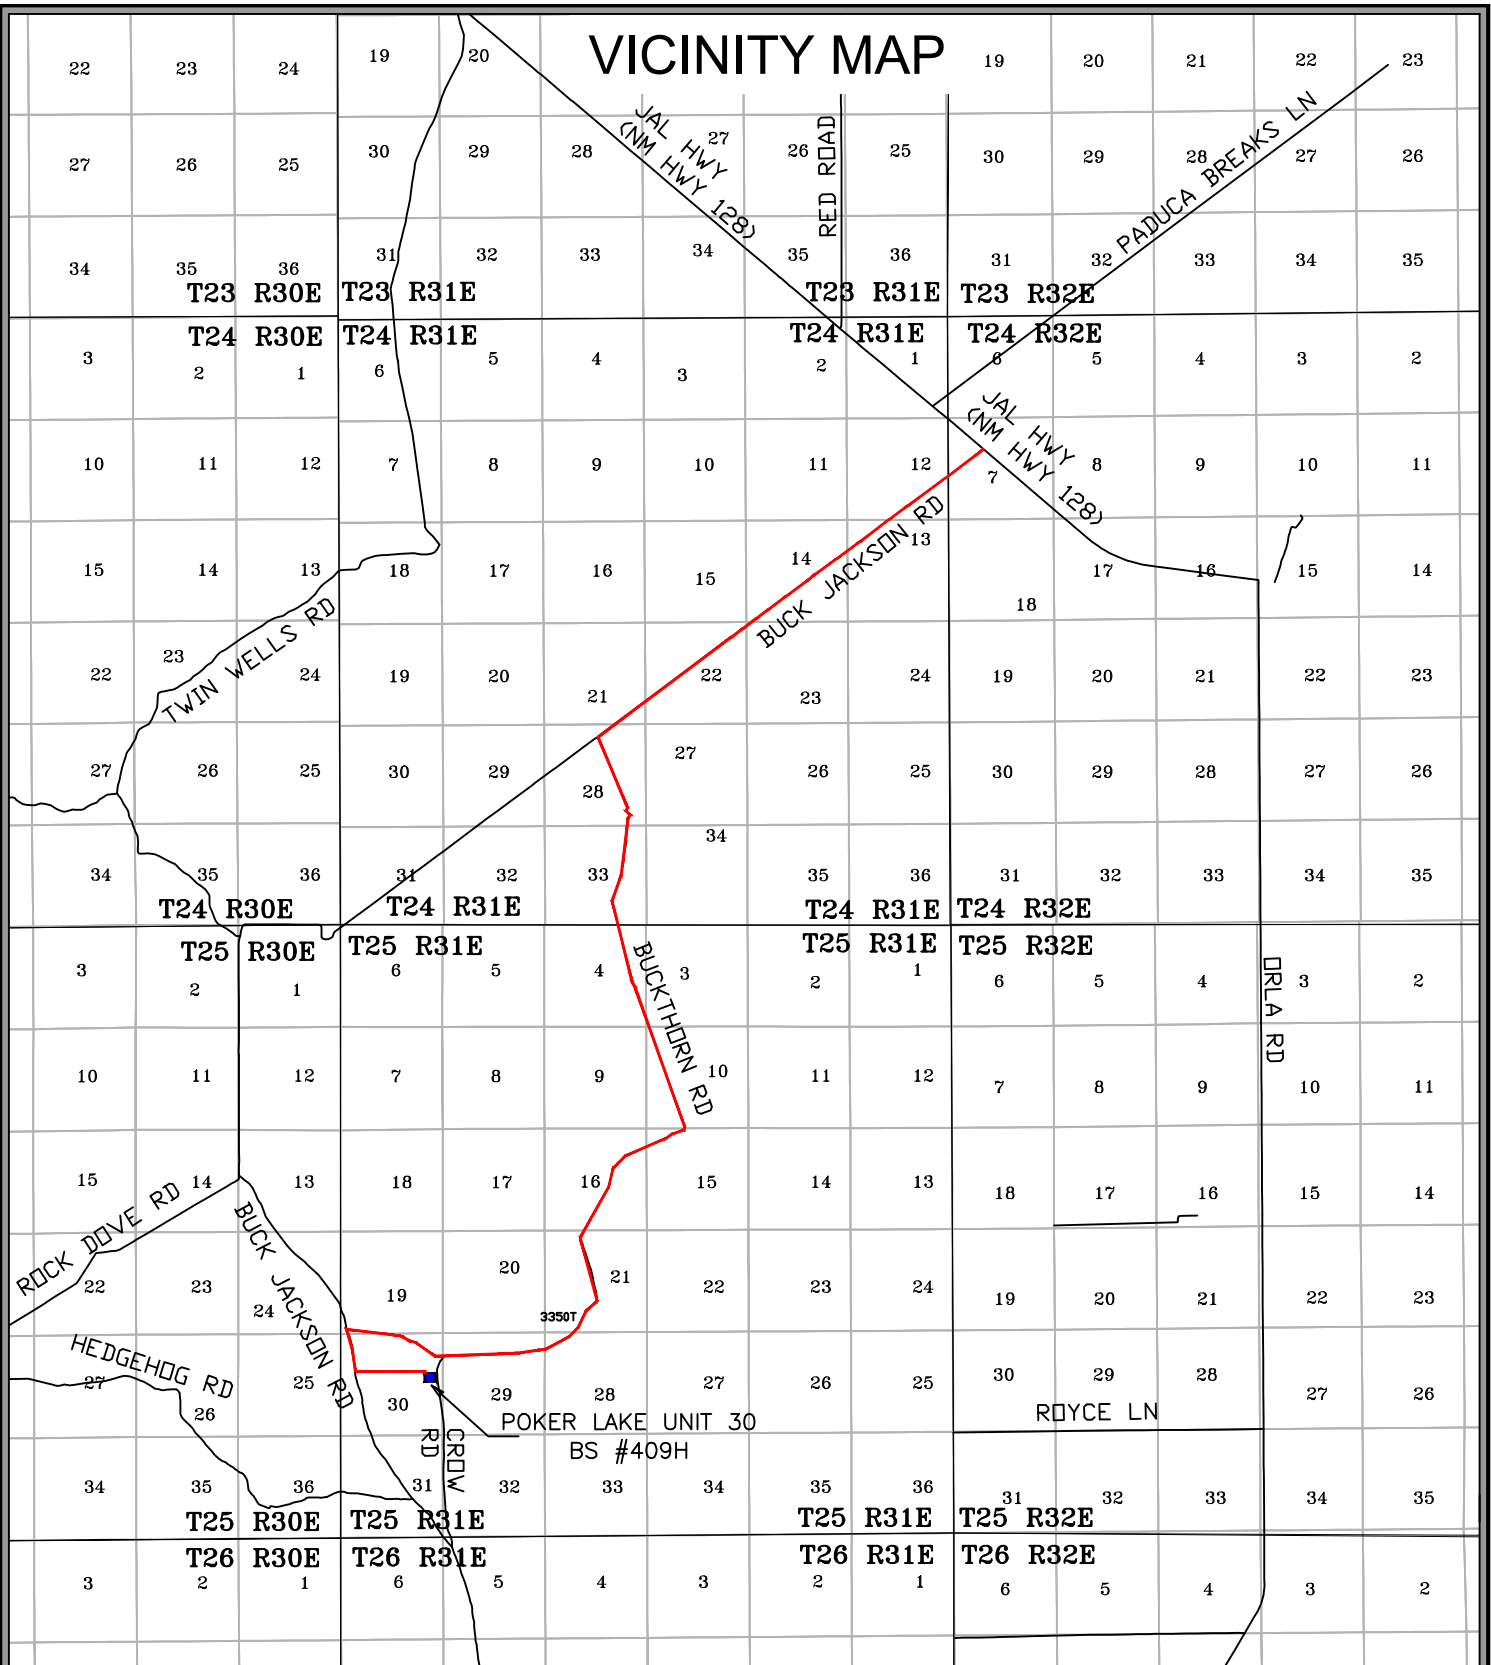 VICINITY MAP
22 23 24 19 20 19 20 21 22 23
JAL HWY
(NM HWY 128)
RED ROAD
PADUCA BREAKS LN
27 26 25 30 29 28 27 26 25 30 29 28 27 26
34 35 36 31 32 33 34 35 36 31 32 33 34 35
T23 R30E T23 R31E T23 R31E T23 R32E
T24 R30E T24 R31E T24 R31E T24 R32E
3 2 1 6 5 4 3 2 1 6 5 4 3 2
JAL HWY
(NM HWY 128)
10 11 12 7 8 9 10 11 12 7 8 9 10 11
BUCK JACKSON RD
15 14 13 18 17 16 15 14 13 18 17 16 15 14
TWIN WELLS RD
22 23 24 19 20 21 22 23 24 19 20 21 22 23
27 26 25 30 29 28 27 26 25 30 29 28 27 26
34 35 36 31 32 33 34 35 36 31 32 33 34 35
T24 R30E T24 R31E T24 R31E T24 R32E
T25 R30E T25 R31E T25 R31E T25 R32E
3 2 1 6 5 4 3 2 1 6 5 4 3 2
BUCKTHORN RD
ORLA RD
10 11 12 7 8 9 10 11 12 7 8 9 10 11
15 14 13 18 17 16 15 14 13 18 17 16 15 14
ROCK DOVE RD
BUCK JACKSON RD
22 23 24 19 20 21 22 23 24 19 20 21 22 23
3350T
HEDGEHOG RD
27 26 25 30 29 28 27 26 25 30 29 28 27 26
POKER LAKE UNIT 30
BS #409H
ROYCE LN
CROW
RD
34 35 36 31 32 33 34 35 36 31 32 33 34 35
T25 R30E T25 R31E T25 R31E T25 R32E
T26 R30E T26 R31E T26 R31E T26 R32E
3 2 1 6 5 4 3 2 1 6 5 4 3 2